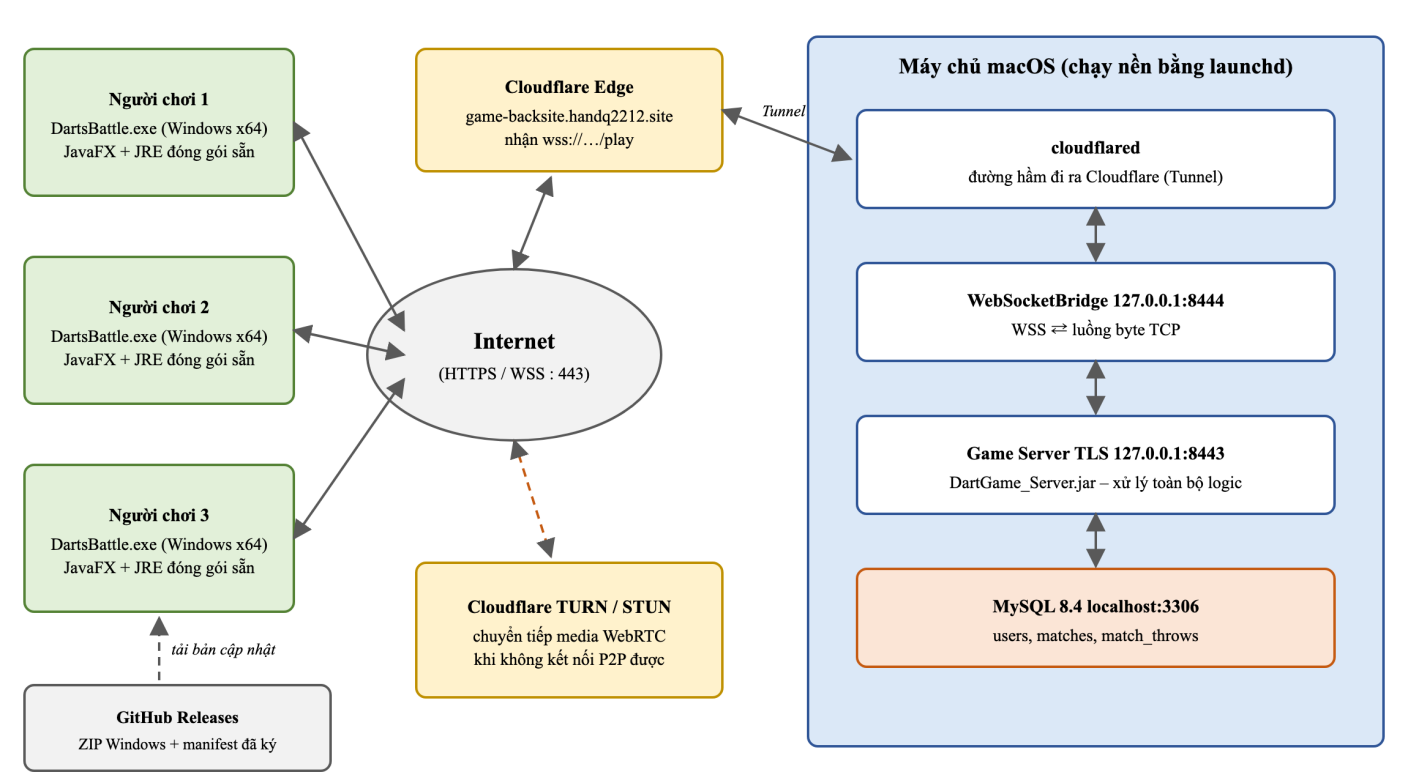 Người chơi 1
DartsBattle.exe (Windows x64)
JavaFX + JRE đóng gói sẵn
Người chơi 2
DartsBattle.exe (Windows x64)
JavaFX + JRE đóng gói sẵn
Người chơi 3
DartsBattle.exe (Windows x64)
JavaFX + JRE đóng gói sẵn
tải bản cập nhật
GitHub Releases
ZIP Windows + manifest đã ký
Cloudflare Edge
game-backsite.handq2212.site
nhận wss://…/play
Internet
(HTTPS / WSS : 443)
Cloudflare TURN / STUN
chuyển tiếp media WebRTC
khi không kết nối P2P được
Tunnel
Máy chủ macOS (chạy nền bằng launchd)
cloudflared
đường hầm đi ra Cloudflare (Tunnel)
WebSocketBridge 127.0.0.1:8444
WSS ⇄ luồng byte TCP
Game Server TLS 127.0.0.1:8443
DartGame_Server.jar – xử lý toàn bộ logic
MySQL 8.4 localhost:3306
users, matches, match_throws